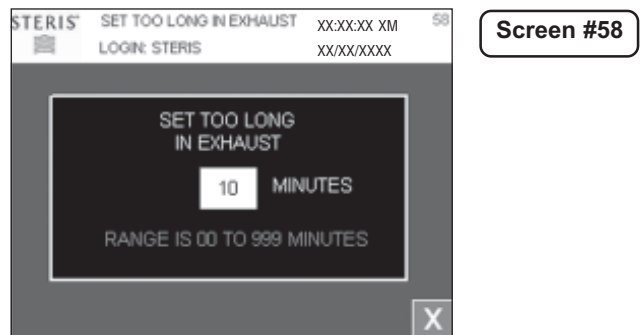 STERIS SET TOO LONG IN EXHAUST XX:XX:XX XM 58
LOGIN: STERIS XX/XX/XXXX
Screen #58
SET TOO LONG
IN EXHAUST
10 MINUTES
RANGE IS 00 TO 999 MINUTES
X